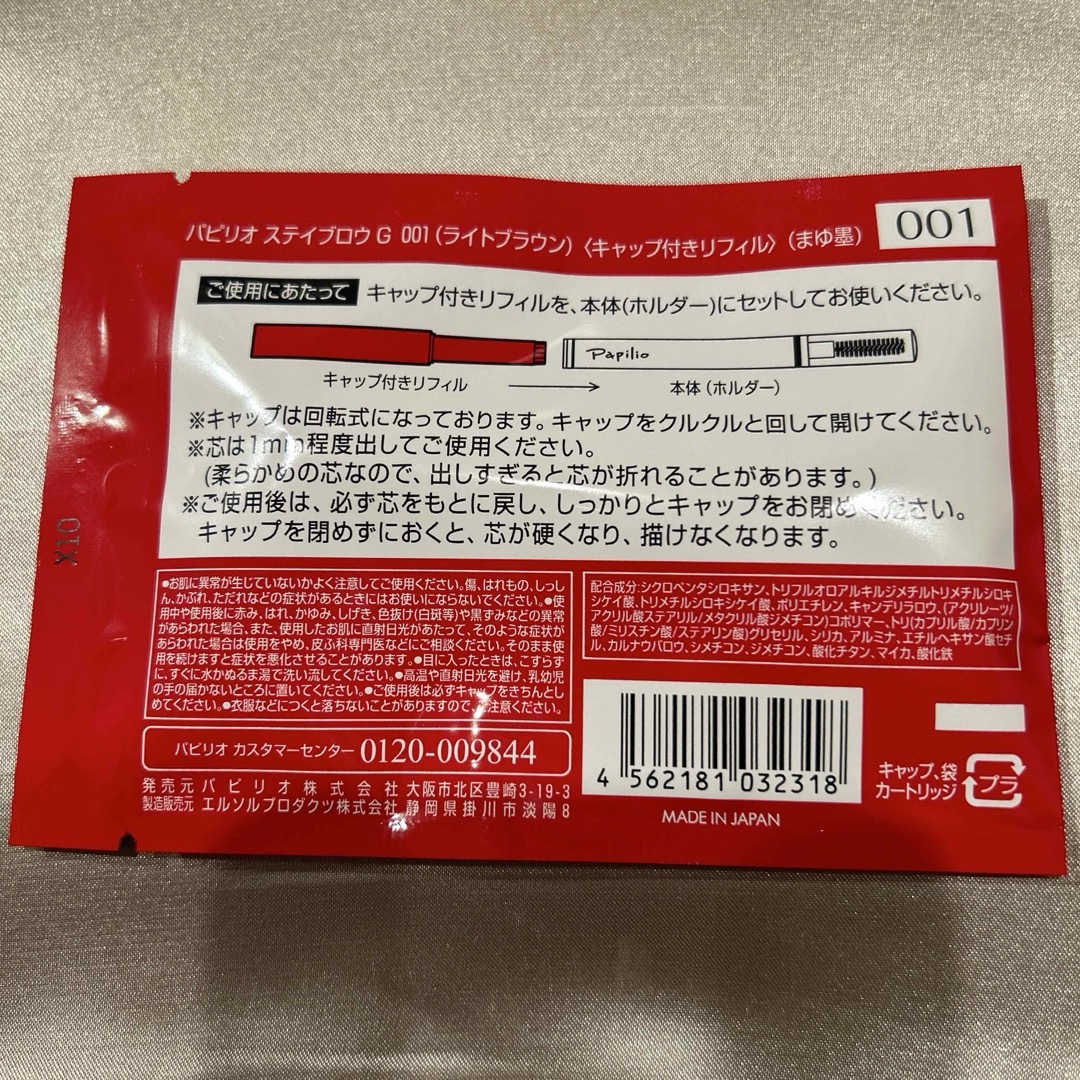 パピリオ ステイブロウ G 001 (ライトブラウン) 〈キャップ付きリフィル〉 (まゆ墨)
001
ご使用にあたって キャップ付きリフィルを、本体(ホルダー)にセットしてお使いください。
Papilio
キャップ付きリフィル 本体 (ホルダー)
※キャップは回転式になっております。キャップをクルクルと回して開けてください。
※芯は1mm程度出してご使用ください。
(柔らかめの芯なので、出しすぎると芯が折れることがあります。)
※ご使用後は、必ず芯をもとに戻し、しっかりとキャップをお閉めください。
キャップを閉めずにおくと、芯が硬くなり、描けなくなります。
X10
●お肌に異常が生じていないかよく注意してご使用ください。傷、はれもの、しっし
ん、かぶれ、ただれなどの症状があるときにはお使いにならないでください。●使
用中や使用後に赤み、はれ、かゆみ、しげき、色抜け(白斑等)や黒ずみなどの異常
があらわれた場合、また、使用したお肌に直射日光があたって、そのような症状が
あらわれた場合は使用をやめ、皮ふ科専門医などにご相談ください。そのまま使用
を続けますと症状を悪化させることがあります。●目に入ったときは、こすらず
に、すぐに水かぬるま湯で洗い流してください。●高温や直射日光を避け、乳幼児
の手の届かないところに置いてください。●ご使用後は必ずキャップをきちんとし
めてください。●衣服などにつくと落ちないことがありますので、ご注意ください。
配合成分:シクロペンタシロキサン、トリフルオロアルキルジメチルトリメチルシロキ
シケイ酸、トリメチルシロキシケイ酸、ポリエチレン、キャンデリラロウ、(アクリレーツ/
アクリル酸ステアリル/メタクリル酸ジメチコン)コポリマー、トリ(カプリル酸/カプリン
酸/ミリスチン酸/ステアリン酸)グリセリル、シリカ、アルミナ、エチルヘキサン酸セチ
ル、カルナウバロウ、シメチコン、ジメチコン、酸化チタン、マイカ、酸化鉄
パピリオ カスタマーセンター 0120-009844
発売元 パピリオ株式会社 大阪市北区豊崎3-19-3
製造販売元 エルソルプロダクツ株式会社 静岡県掛川市淡陽8
4 562181 032318
MADE IN JAPAN
キャップ、袋
カートリッジ
プラ